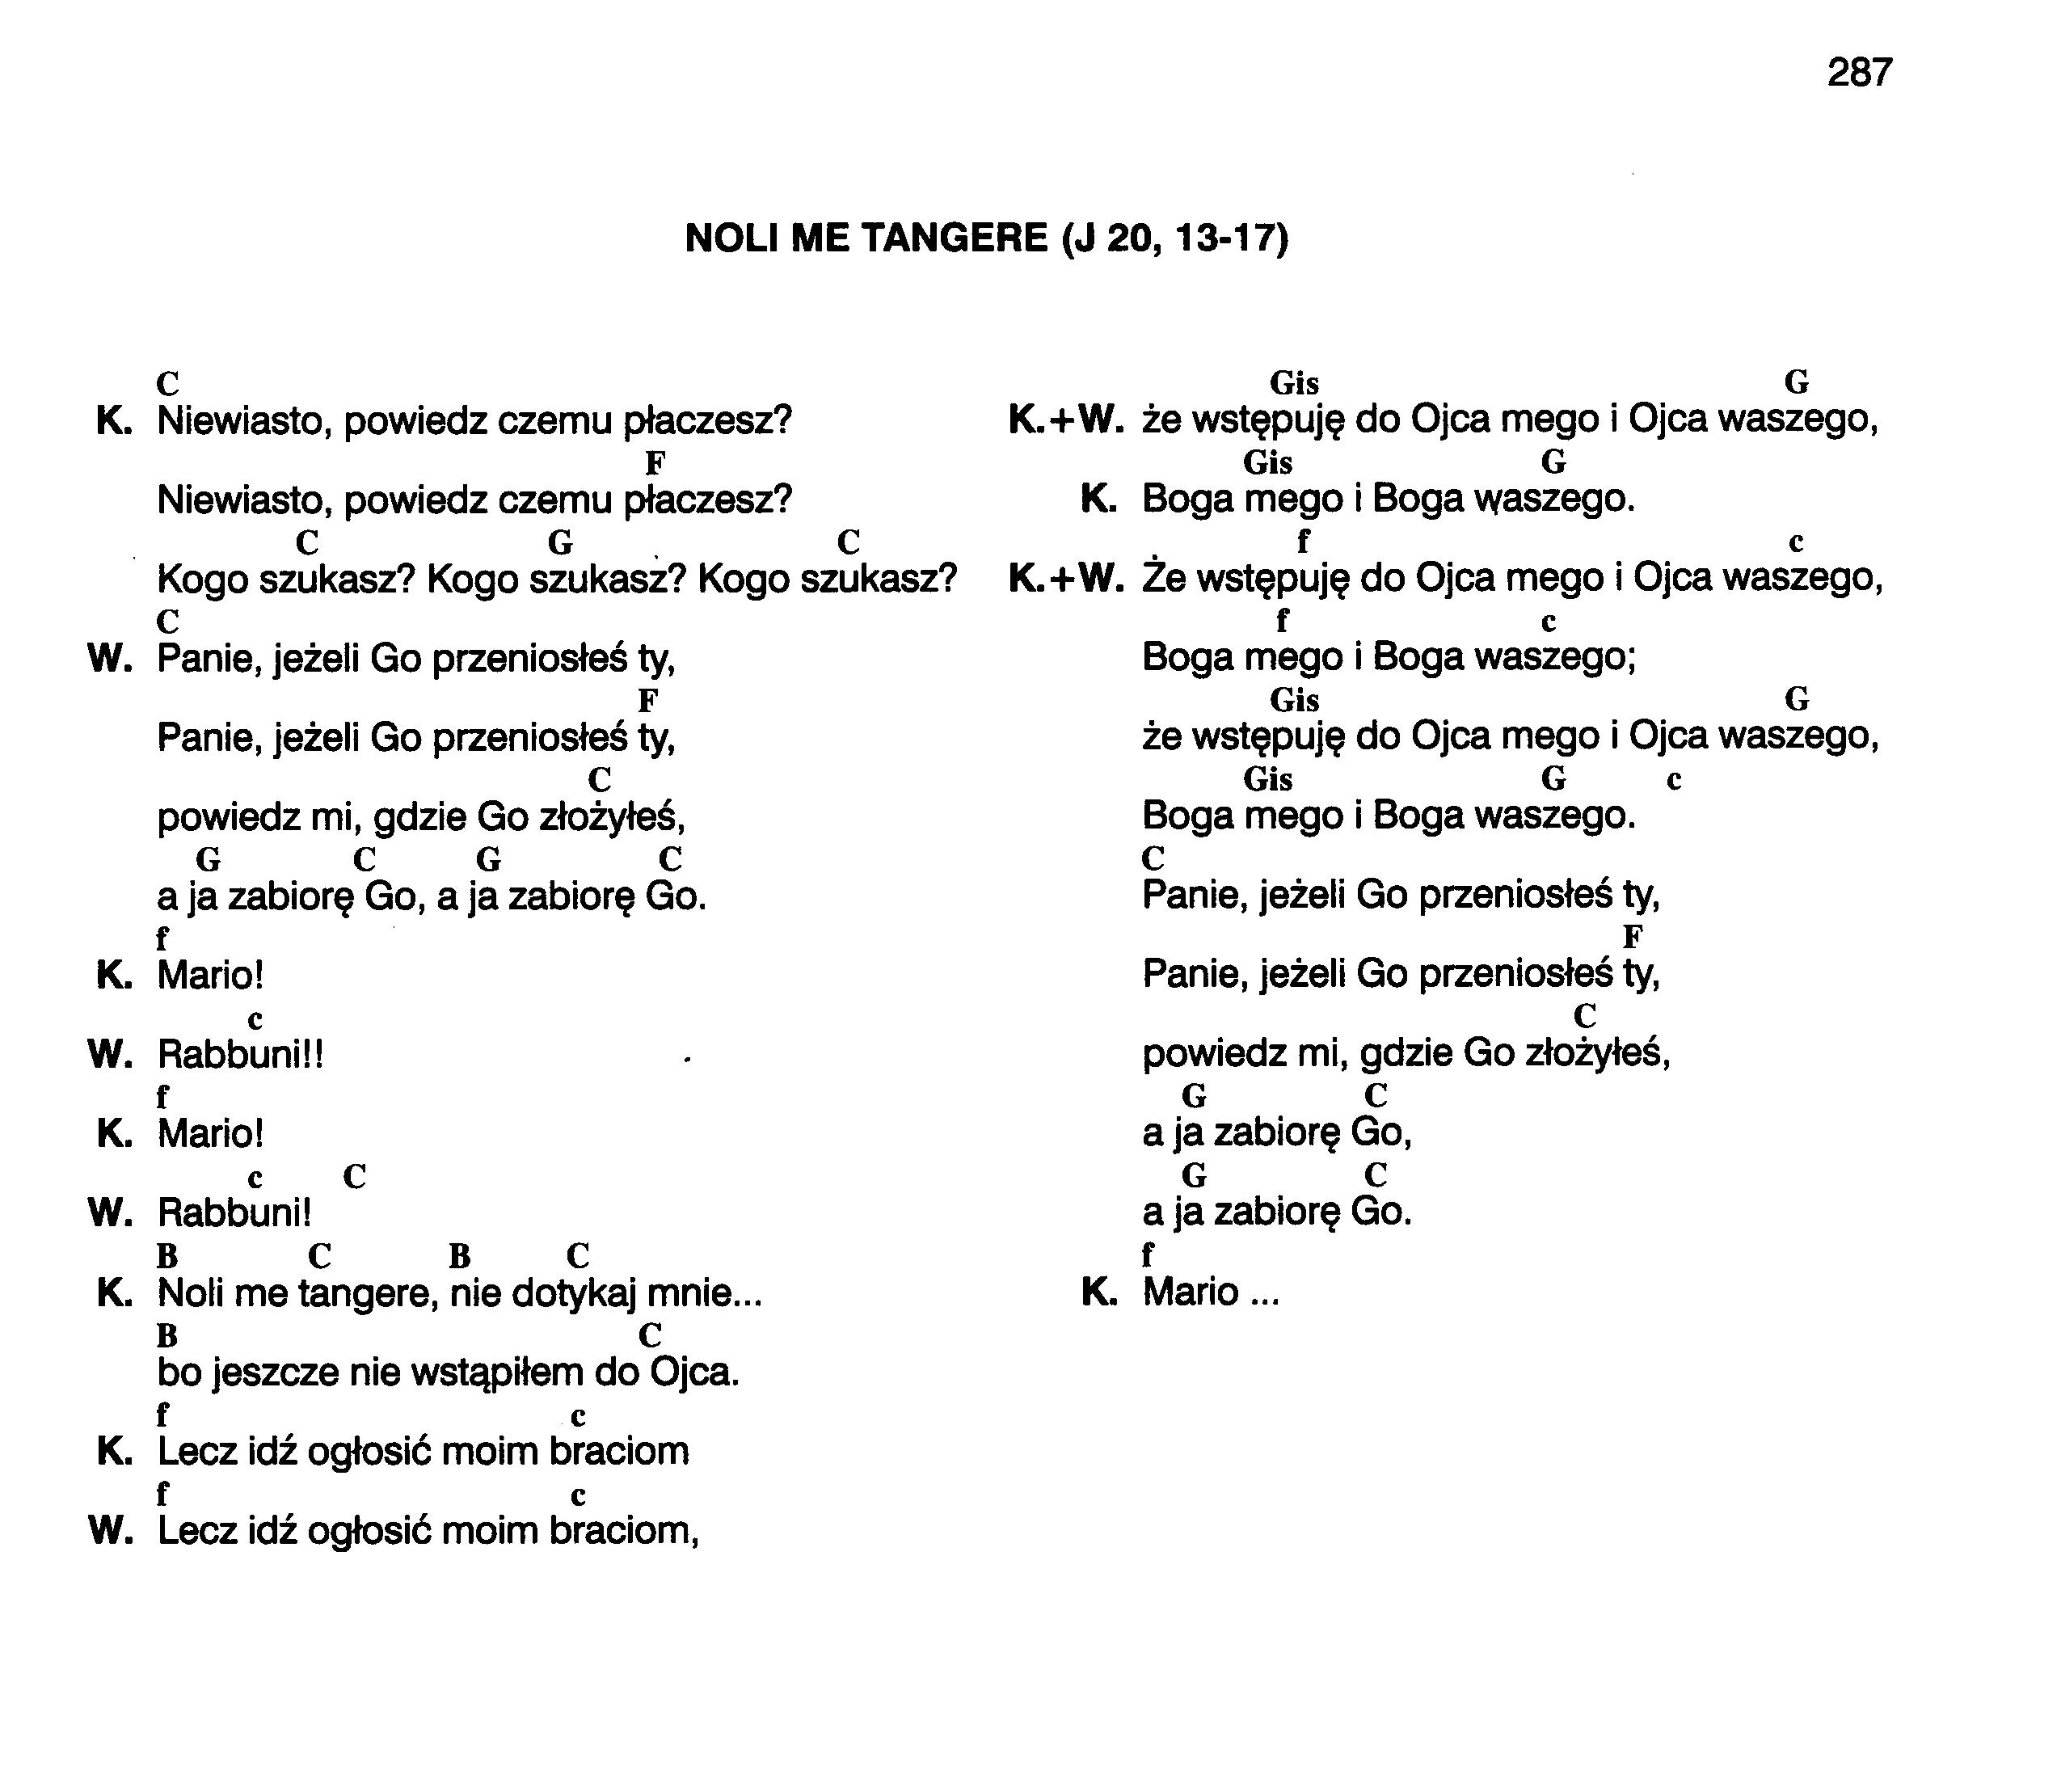 287
NOLI ME TANGERE (J 20, 13-17)
C
K. Niewiasto, powiedz czemu płaczesz?
F
Niewiasto, powiedz czemu płaczesz?
C G C
Kogo szukasz? Kogo szukasz? Kogo szukasz?
C
W. Panie, jeżeli Go przeniosłeś ty,
F
Panie, jeżeli Go przeniosłeś ty,
C
powiedz mi, gdzie Go złożyłeś,
G C G C
a ja zabiorę Go, a ja zabiorę Go.
f
K. Mario!
c
W. Rabbuni!!
f
K. Mario!
c C
W. Rabbuni!
B C B C
K. Noli me tangere, nie dotykaj mnie...
B C
bo jeszcze nie wstąpiłem do Ojca.
f c
K. Lecz idź ogłosić moim braciom
f c
W. Lecz idź ogłosić moim braciom,
Gis G
K.+W. że wstępuję do Ojca mego i Ojca waszego,
Gis G
K. Boga mego i Boga waszego.
f c
K.+W. Że wstępuję do Ojca mego i Ojca waszego,
f c
Boga mego i Boga waszego;
Gis G
że wstępuję do Ojca mego i Ojca waszego,
Gis G c
Boga mego i Boga waszego.
C
Panie, jeżeli Go przeniosłeś ty,
F
Panie, jeżeli Go przeniosłeś ty,
C
powiedz mi, gdzie Go złożyłeś,
G C
a ja zabiorę Go,
G C
a ja zabiorę Go.
f
K. Mario ...